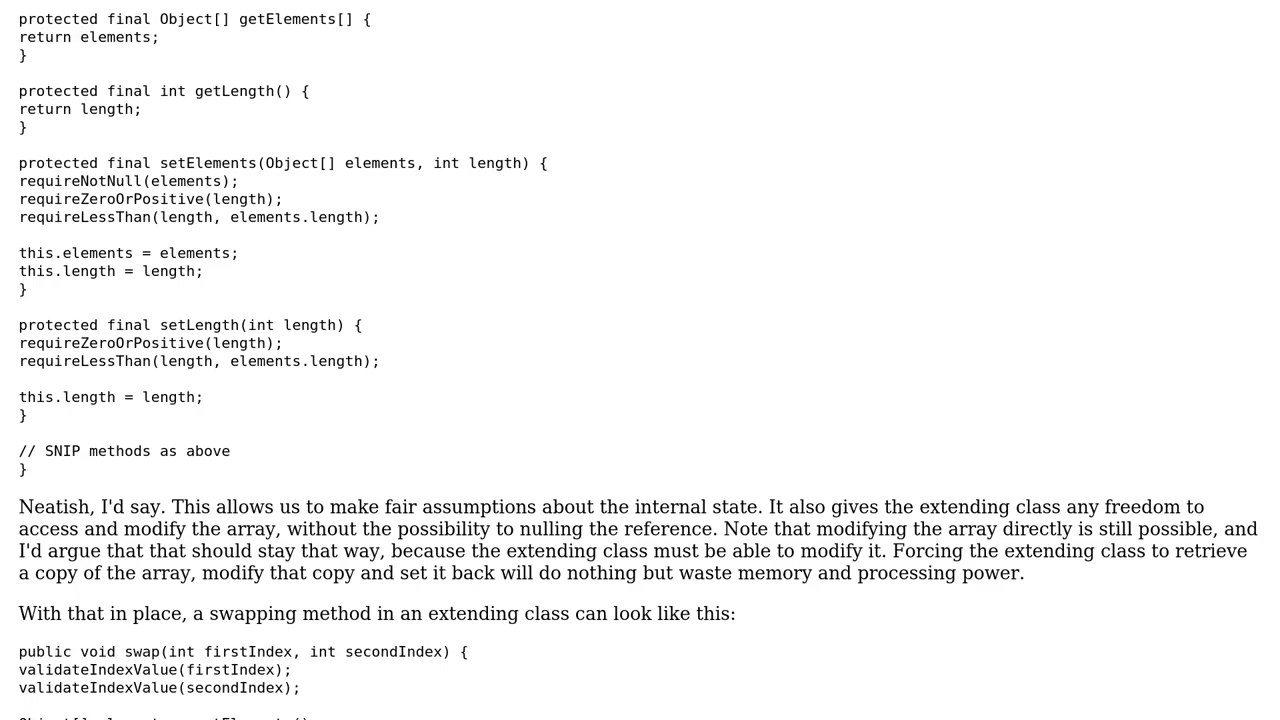 protected final Object[] getElements[] {
return elements;
}
protected final int getLength() {
return length;
}
protected final setElements(Object[] elements, int length) {
requireNotNull(elements);
requireZeroOrPositive(length);
requireLessThan(length, elements.length);
this.elements = elements;
this.length = length;
}
protected final setLength(int length) {
requireZeroOrPositive(length);
requireLessThan(length, elements.length);
this.length = length;
}
// SNIP methods as above
}
Neatish, I'd say. This allows us to make fair assumptions about the internal state. It also gives the extending class any freedom to
access and modify the array, without the possibility to nulling the reference. Note that modifying the array directly is still possible, and
I'd argue that that should stay that way, because the extending class must be able to modify it. Forcing the extending class to retrieve
a copy of the array, modify that copy and set it back will do nothing but waste memory and processing power.
With that in place, a swapping method in an extending class can look like this:
public void swap(int firstIndex, int secondIndex) {
validateIndexValue(firstIndex);
validateIndexValue(secondIndex);